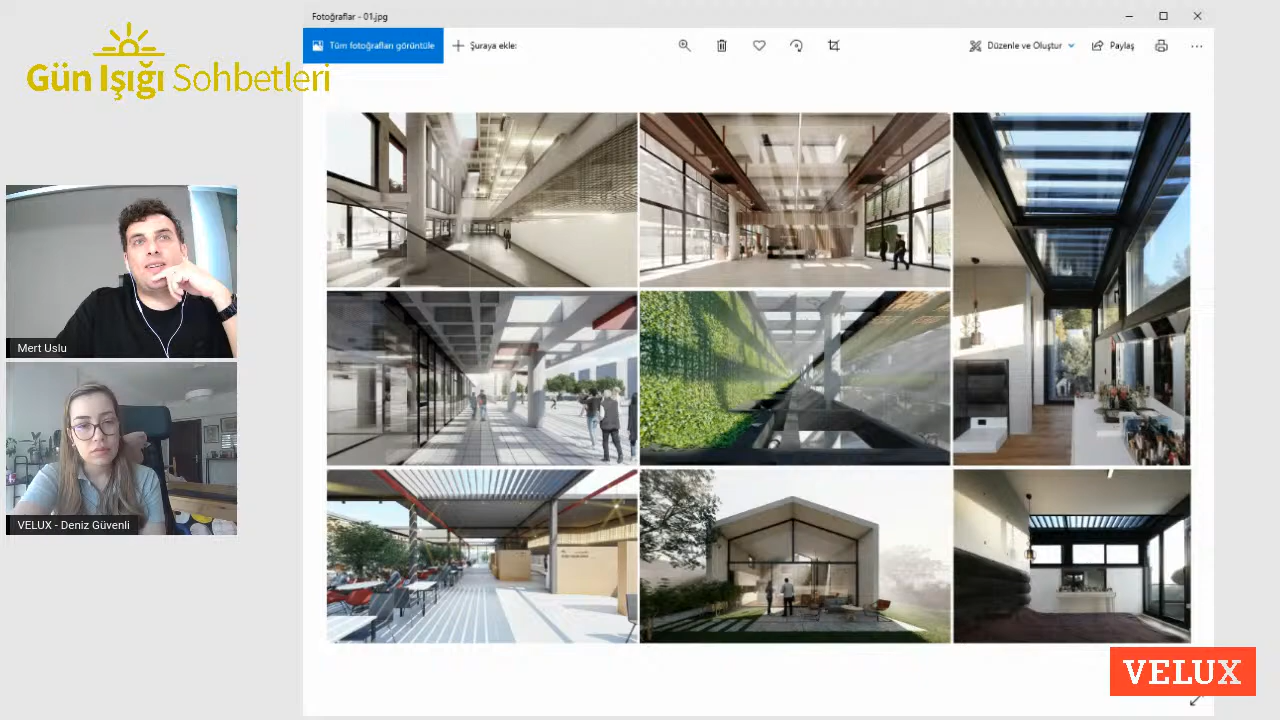 Fotoğraflar - 01.jpg
Tüm fotoğrafları görüntüle
Şuraya ekle:
Düzenle ve Oluştur
Paylaş
Gün Işığı Sohbetleri
Mert Uslu
VELUX - Deniz Güvenli
VELUX